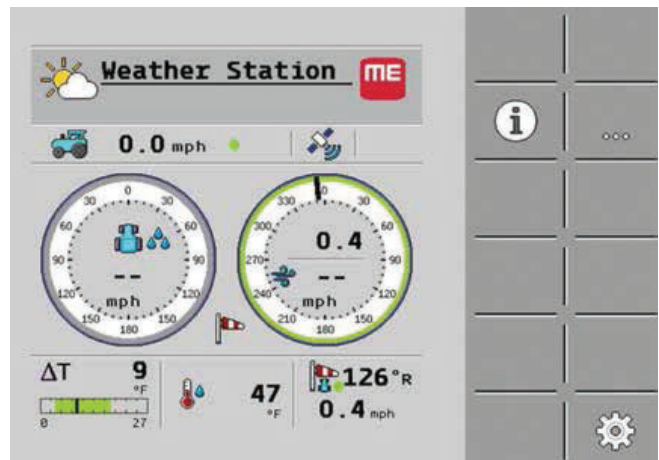 Weather Station ME
0.0 mph
i
ooo
0
30 30
60 60
90 -- 90
120 mph 120
150 150
180
0
330 30
300 0.4 60
270 90
--
240 mph 120
210 150
180
ΔT 9
°F
0 27
47
°F
126°R
0.4 mph